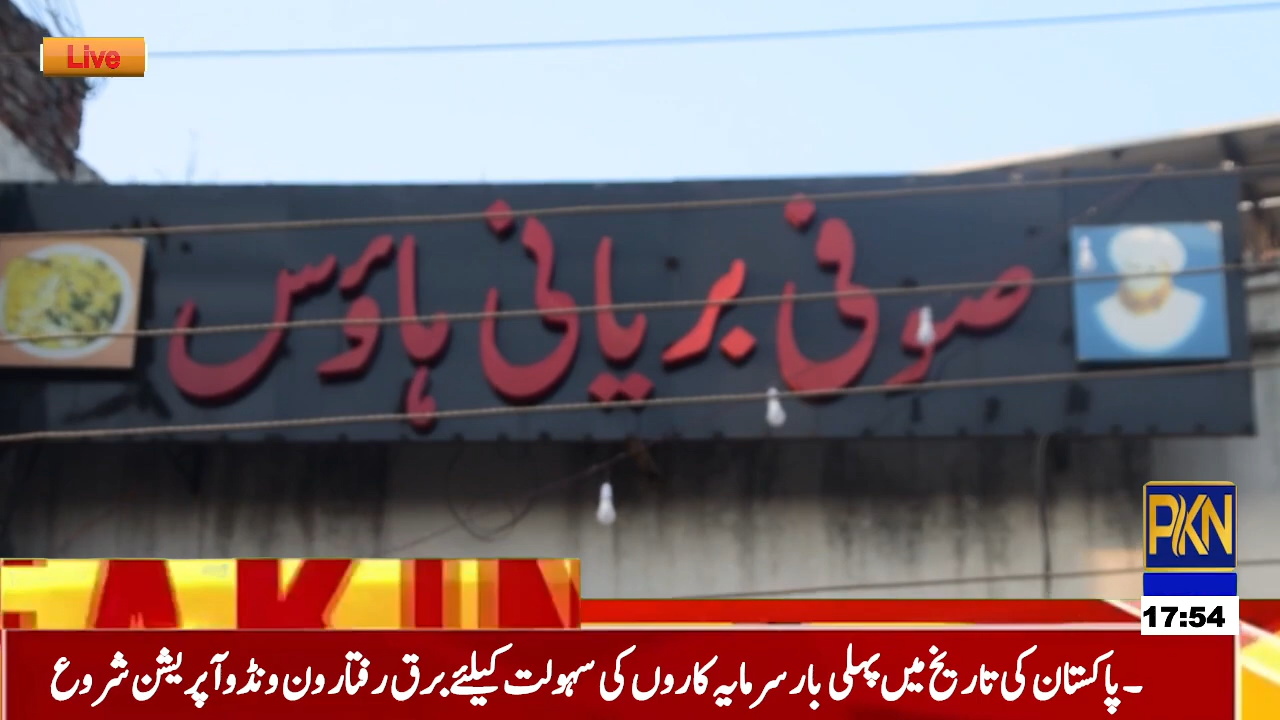 Live
صوفی بریانی ہاؤس
PKN
17:54
۔پاکستان کی تاریخ میں پہلی بار سرمایہ کاروں کی سہولت کیلئے برق رفتار ون ونڈو آپریشن شروع